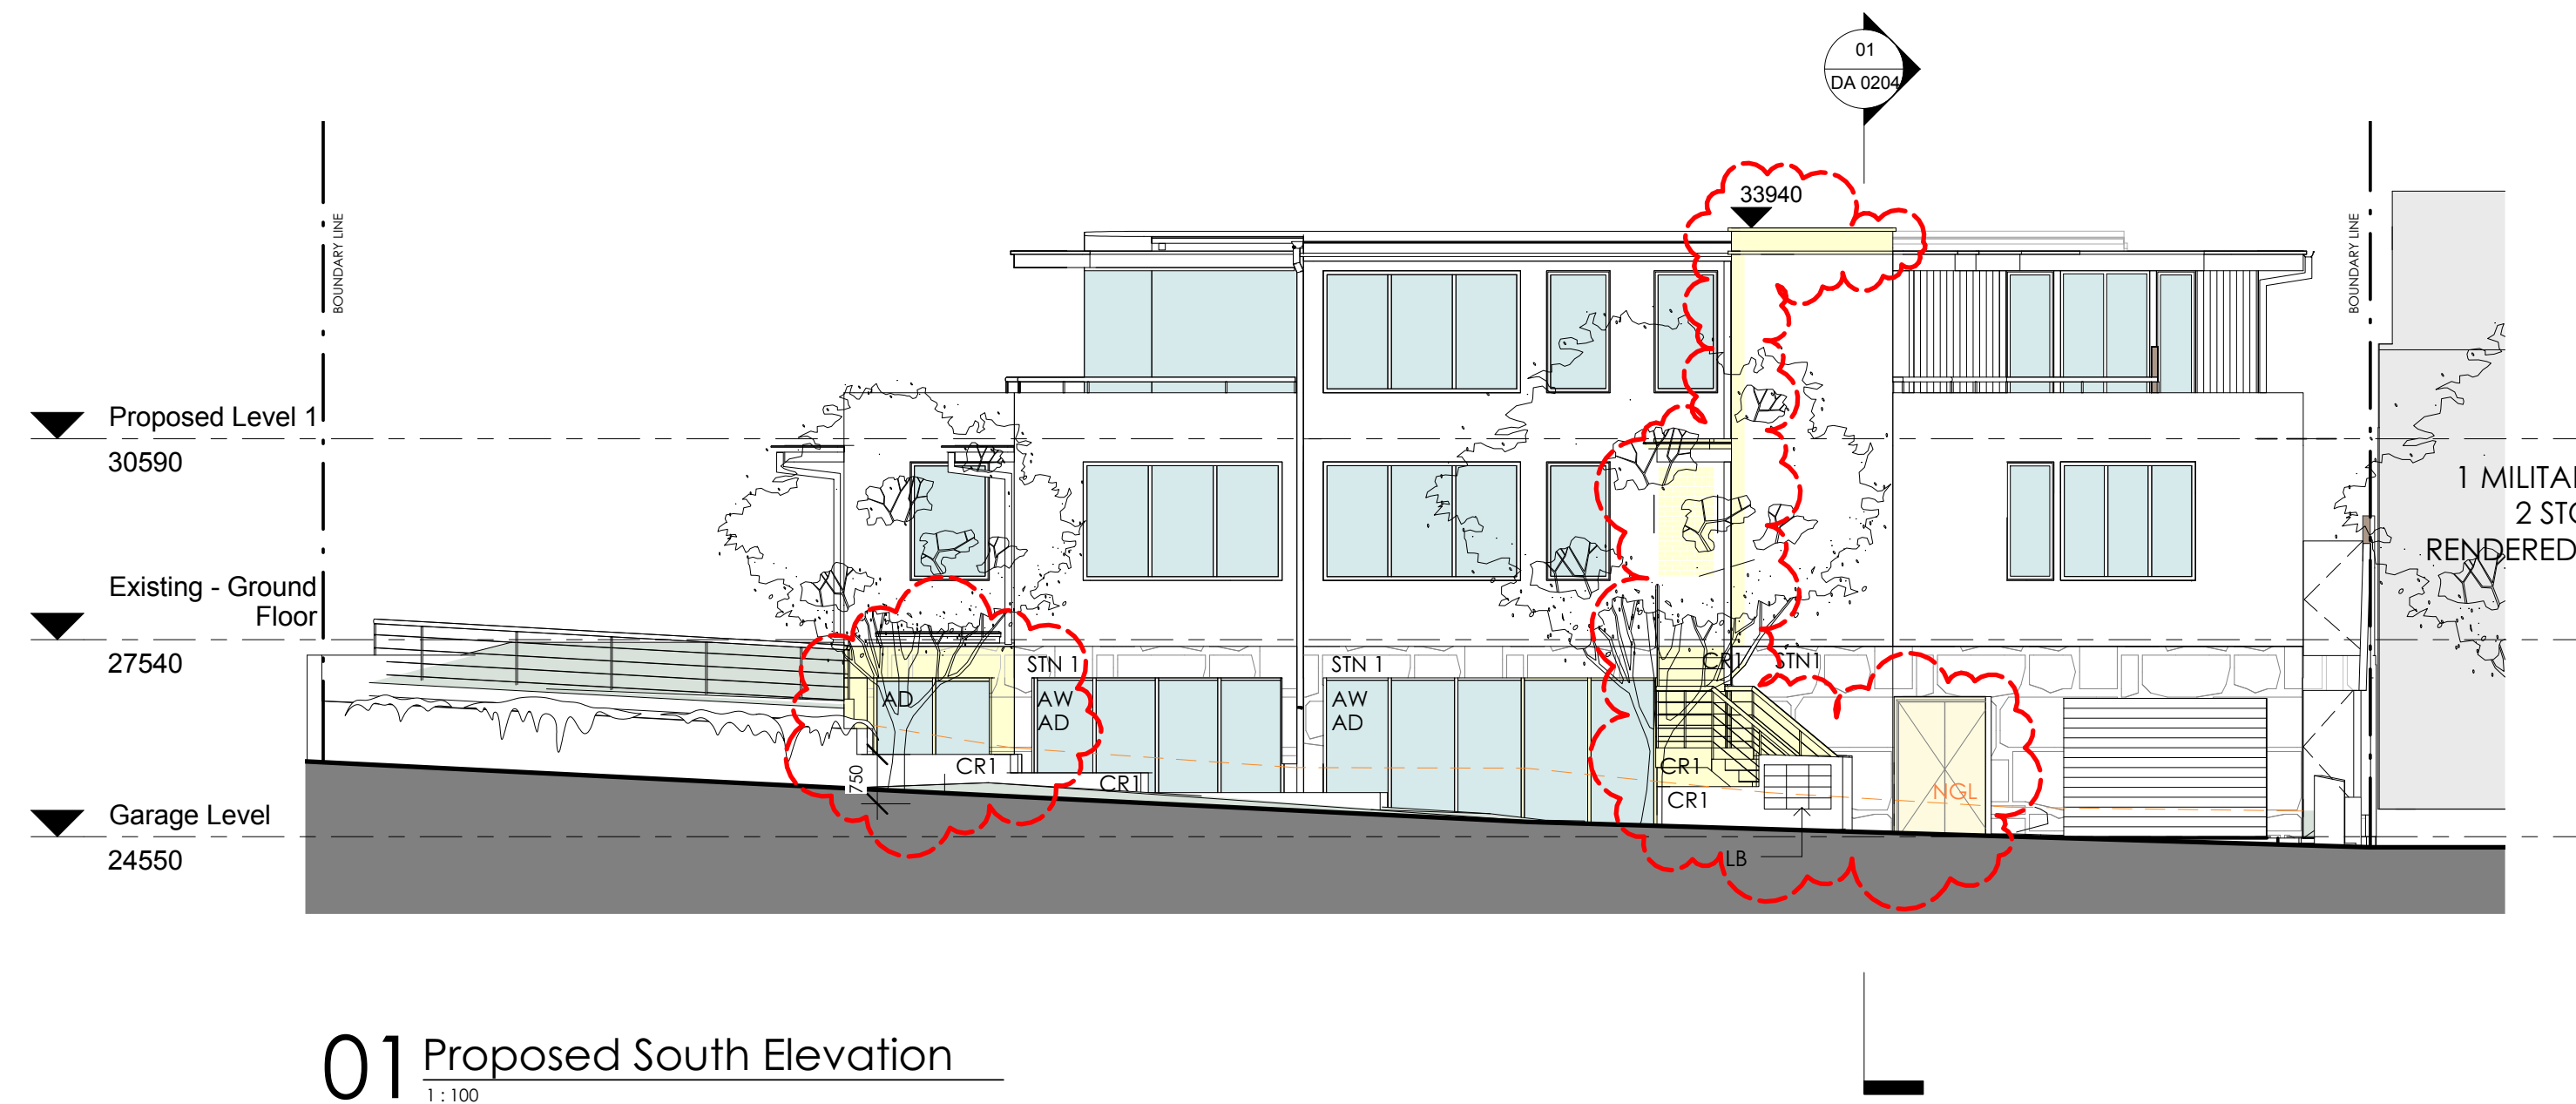 01
DA 0204
33940
BOUNDARY LINE
BOUNDARY LINE
Proposed Level 1
30590
1 MILITA
2 STO
RENDERED
Existing - Ground
Floor
27540
STN 1
STN 1
CR1
STN1
AD
AW
AD
AW
AD
750
CR1
CR1
CR1
CR1
NGL
Garage Level
24550
LB
01 Proposed South Elevation
1 : 100